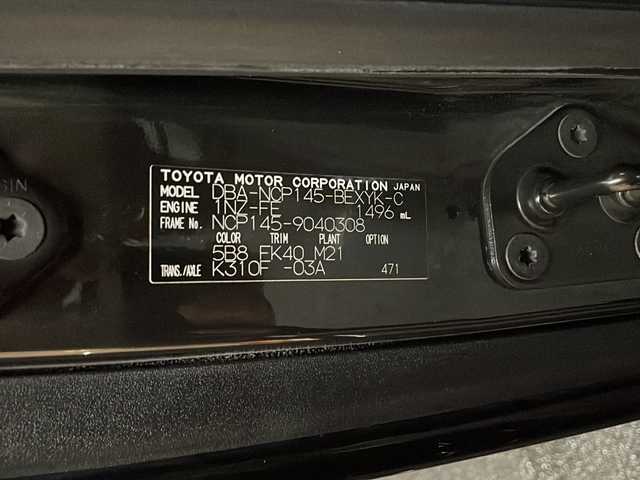 TOYOTA MOTOR CORPORATION JAPAN
MODEL DBA-NCP145-BEXYK-C
ENGINE 1NZ-FE 1496 mL
FRAME No. NCP145-9040308
COLOR TRIM PLANT OPTION
5B8 FK40 M21
TRANS./AXLE K310F -03A 471